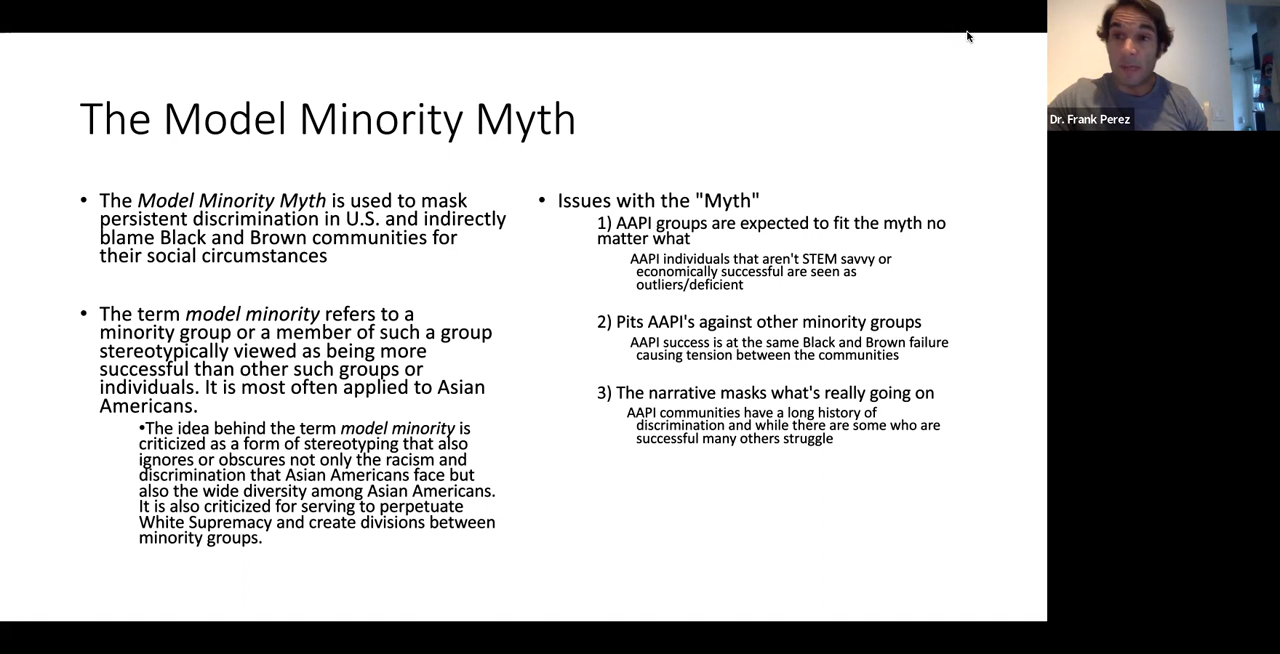 The Model Minority Myth
• The Model Minority Myth is used to mask
persistent discrimination in U.S. and indirectly
blame Black and Brown communities for
their social circumstances
• The term model minority refers to a
minority group or a member of such a group
stereotypically viewed as being more
successful than other such groups or
individuals. It is most often applied to Asian
Americans.
•The idea behind the term model minority is
criticized as a form of stereotyping that also
ignores or obscures not only the racism and
discrimination that Asian Americans face but
also the wide diversity among Asian Americans.
It is also criticized for serving to perpetuate
White Supremacy and create divisions between
minority groups.
• Issues with the "Myth"
1) AAPI groups are expected to fit the myth no
matter what
AAPI individuals that aren't STEM savvy or
economically successful are seen as
outliers/deficient
2) Pits AAPI's against other minority groups
AAPI success is at the same Black and Brown failure
causing tension between the communities
3) The narrative masks what's really going on
AAPI communities have a long history of
discrimination and while there are some who are
successful many others struggle
Dr. Frank Perez